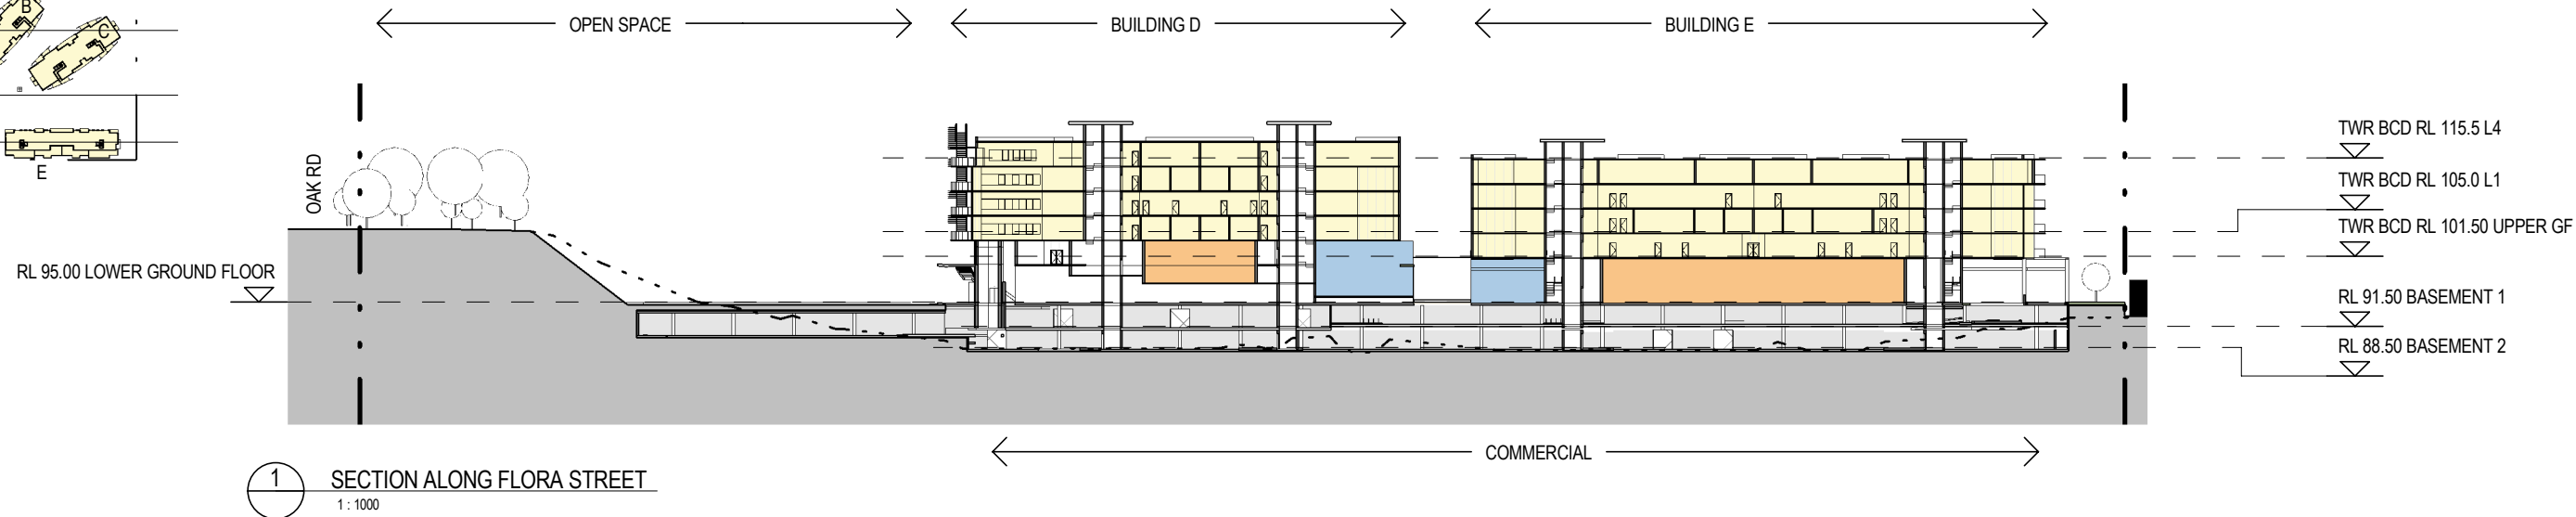 B
C
E
OPEN SPACE
BUILDING D
BUILDING E
OAK RD
TWR BCD RL 115.5 L4
TWR BCD RL 105.0 L1
TWR BCD RL 101.50 UPPER GF
RL 95.00 LOWER GROUND FLOOR
RL 91.50 BASEMENT 1
RL 88.50 BASEMENT 2
COMMERCIAL
1
SECTION ALONG FLORA STREET
1 : 1000